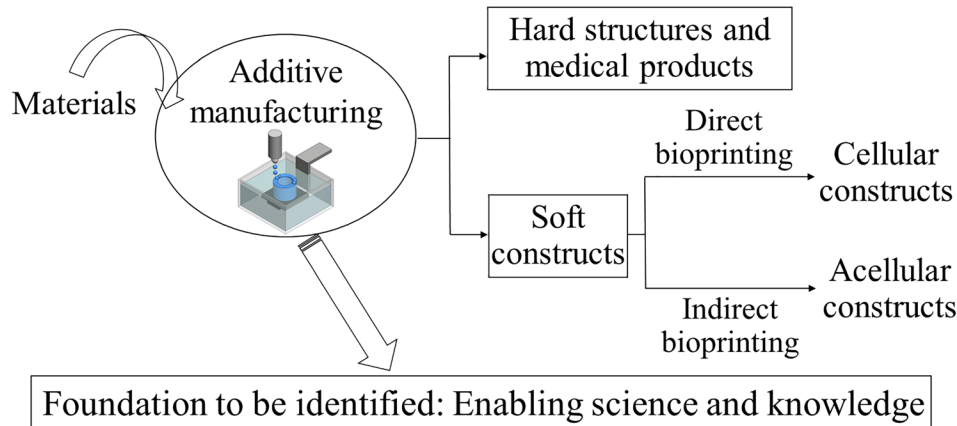 Materials
Additive
manufacturing
Hard structures and
medical products
Soft
constructs
Direct
bioprinting
Cellular
constructs
Indirect
bioprinting
Acellular
constructs
Foundation to be identified: Enabling science and knowledge